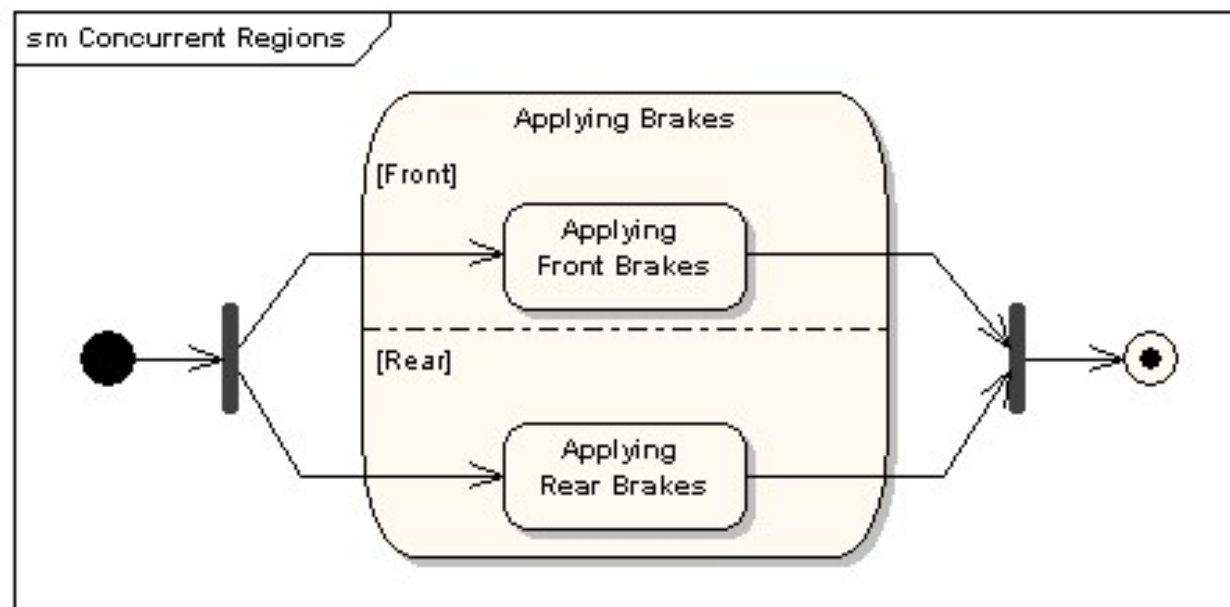 sm Concurrent Regions
Applying Brakes
[Front]
Applying
Front Brakes
[Rear]
Applying
Rear Brakes